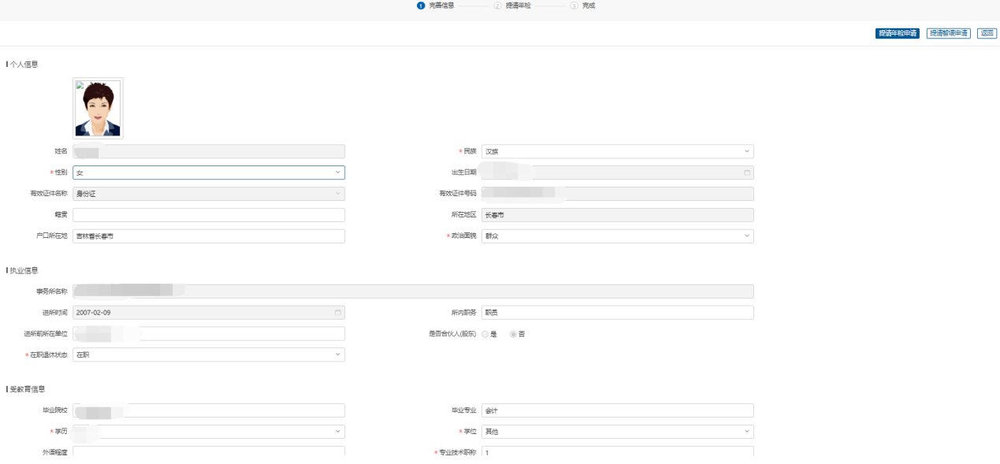 1 完善信息 2 提请年检 3 完成
提请年检申请 提请暂缓申请 返回
个人信息
姓名 * 民族 汉族
* 性别 女 出生日期
有效证件名称 身份证 有效证件号码
籍贯 所在地区 长春市
户口所在地 吉林省长春市 * 政治面貌 群众
执业信息
事务所名称
进所时间 2007-02-09 所内职务 职员
进所前所在单位 是否合伙人(股东) 是 否
* 在职退休状态 在职
受教育信息
毕业院校 毕业专业 会计
* 学历 * 学位 其他
外语程度 * 专业技术职称 1